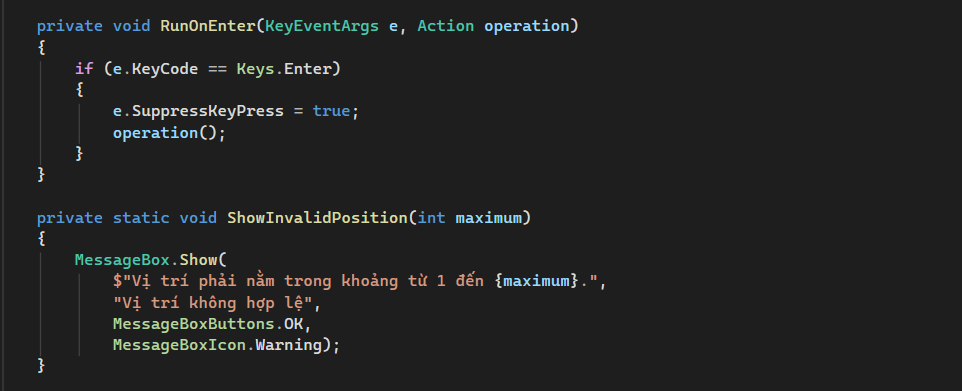 private void RunOnEnter(KeyEventArgs e, Action operation)
{
    if (e.KeyCode == Keys.Enter)
    {
        e.SuppressKeyPress = true;
        operation();
    }
}

private static void ShowInvalidPosition(int maximum)
{
    MessageBox.Show(
        $"Vị trí phải nằm trong khoảng từ 1 đến {maximum}.",
        "Vị trí không hợp lệ",
        MessageBoxButtons.OK,
        MessageBoxIcon.Warning);
}